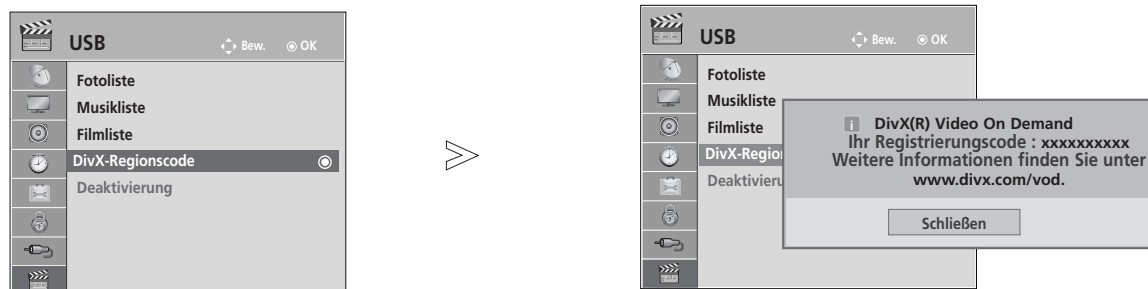 USB
Bew. OK
Fotoliste
Musikliste
Filmliste
DivX-Regionscode
Deaktivierung
USB
Bew. OK
Fotoliste
Musikliste
Filmliste
DivX-Regio
Deaktivieru
i DivX(R) Video On Demand
Ihr Registrierungscode : xxxxxxxxxx
Weitere Informationen finden Sie unter
www.divx.com/vod.
Schließen